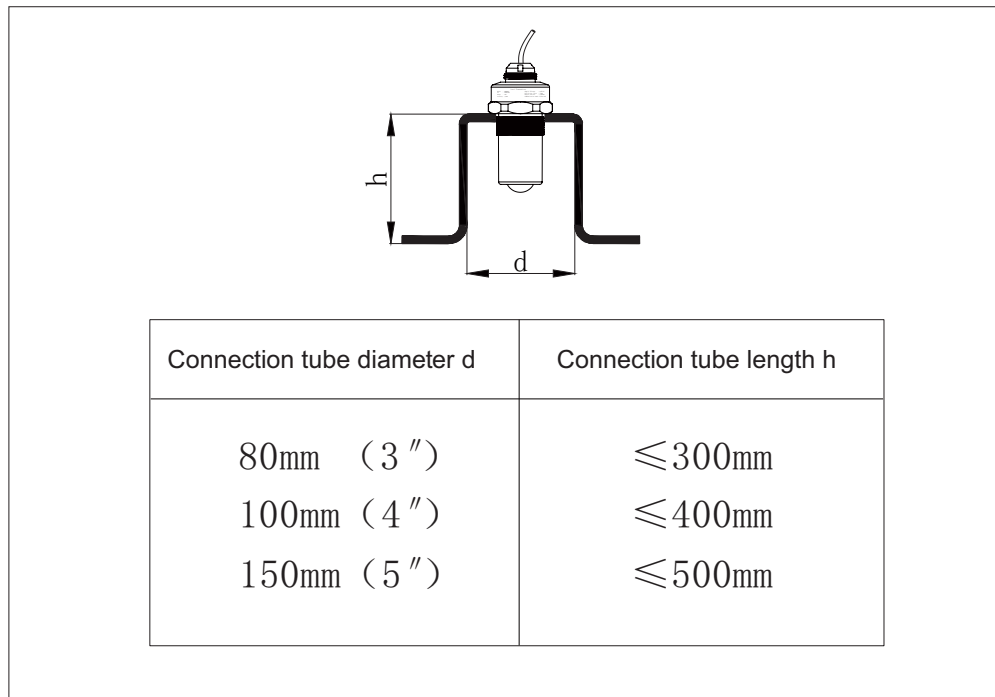 h
d
Connection tube diameter d
Connection tube length h
80mm （3″）
≤300mm
100mm（4″）
≤400mm
150mm（5″）
≤500mm